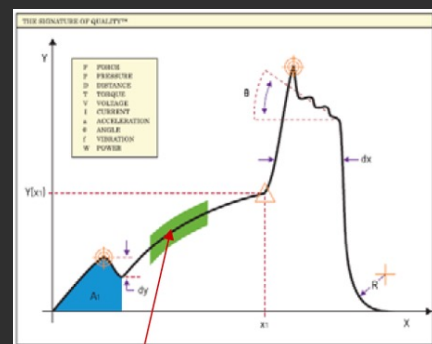 THE SIGNATURE OF QUALITY™
Y
F FORCE
P PRESSURE
D DISTANCE
T TORQUE
V VOLTAGE
I CURRENT
a ACCELERATION
θ ANGLE
f VIBRATION
W POWER
θ
dx
Y[x1]
A1
dy
R
x1
X